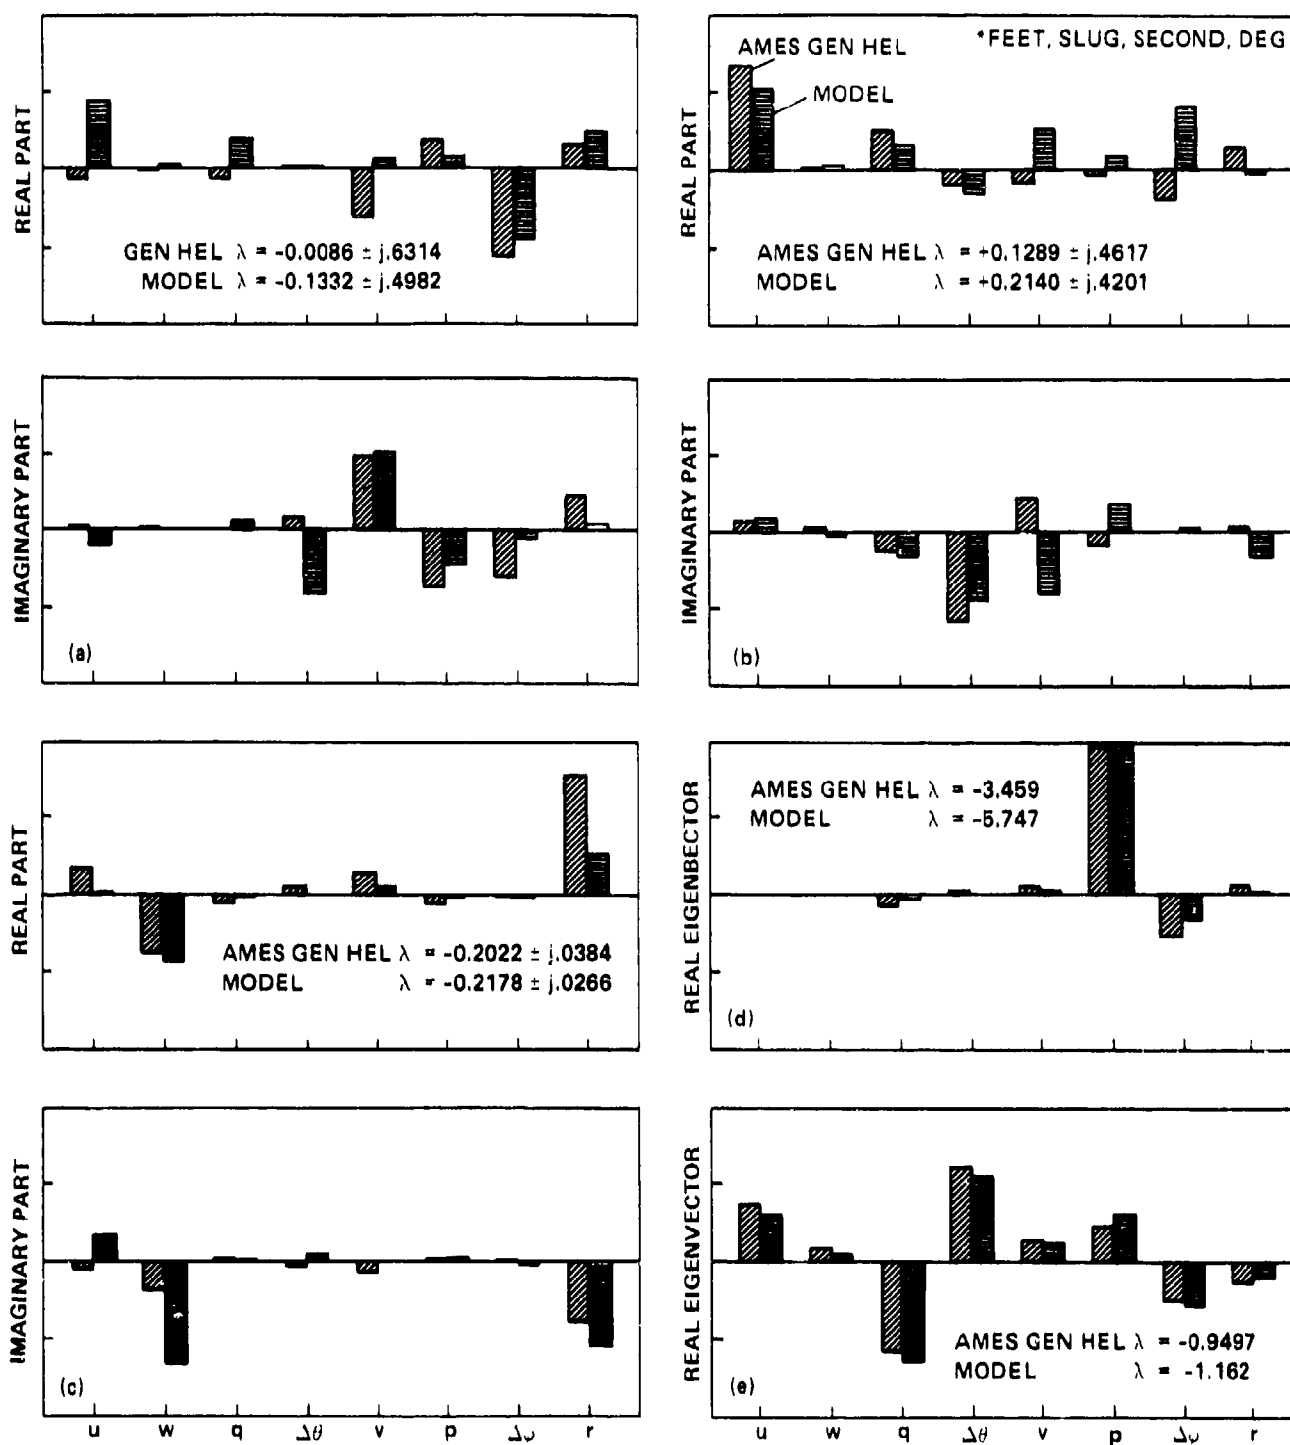 REAL PART
GEN HEL λ = -0.0086 ± j.6314
MODEL λ = -0.1332 ± j.4982
REAL PART
AMES GEN HEL
*FEET, SLUG, SECOND, DEG
MODEL
AMES GEN HEL λ = +0.1289 ± j.4617
MODEL λ = +0.2140 ± j.4201
IMAGINARY PART
(a)
IMAGINARY PART
(b)
REAL PART
AMES GEN HEL λ = -0.2022 ± j.0384
MODEL λ = -0.2178 ± j.0266
REAL EIGENBECTOR
AMES GEN HEL λ = -3.459
MODEL λ = -5.747
(d)
IMAGINARY PART
(c)
u w q Δθ v p Δψ r
REAL EIGENVECTOR
AMES GEN HEL λ = -0.9497
MODEL λ = -1.162
(e)
u w q Δθ v p Δψ r